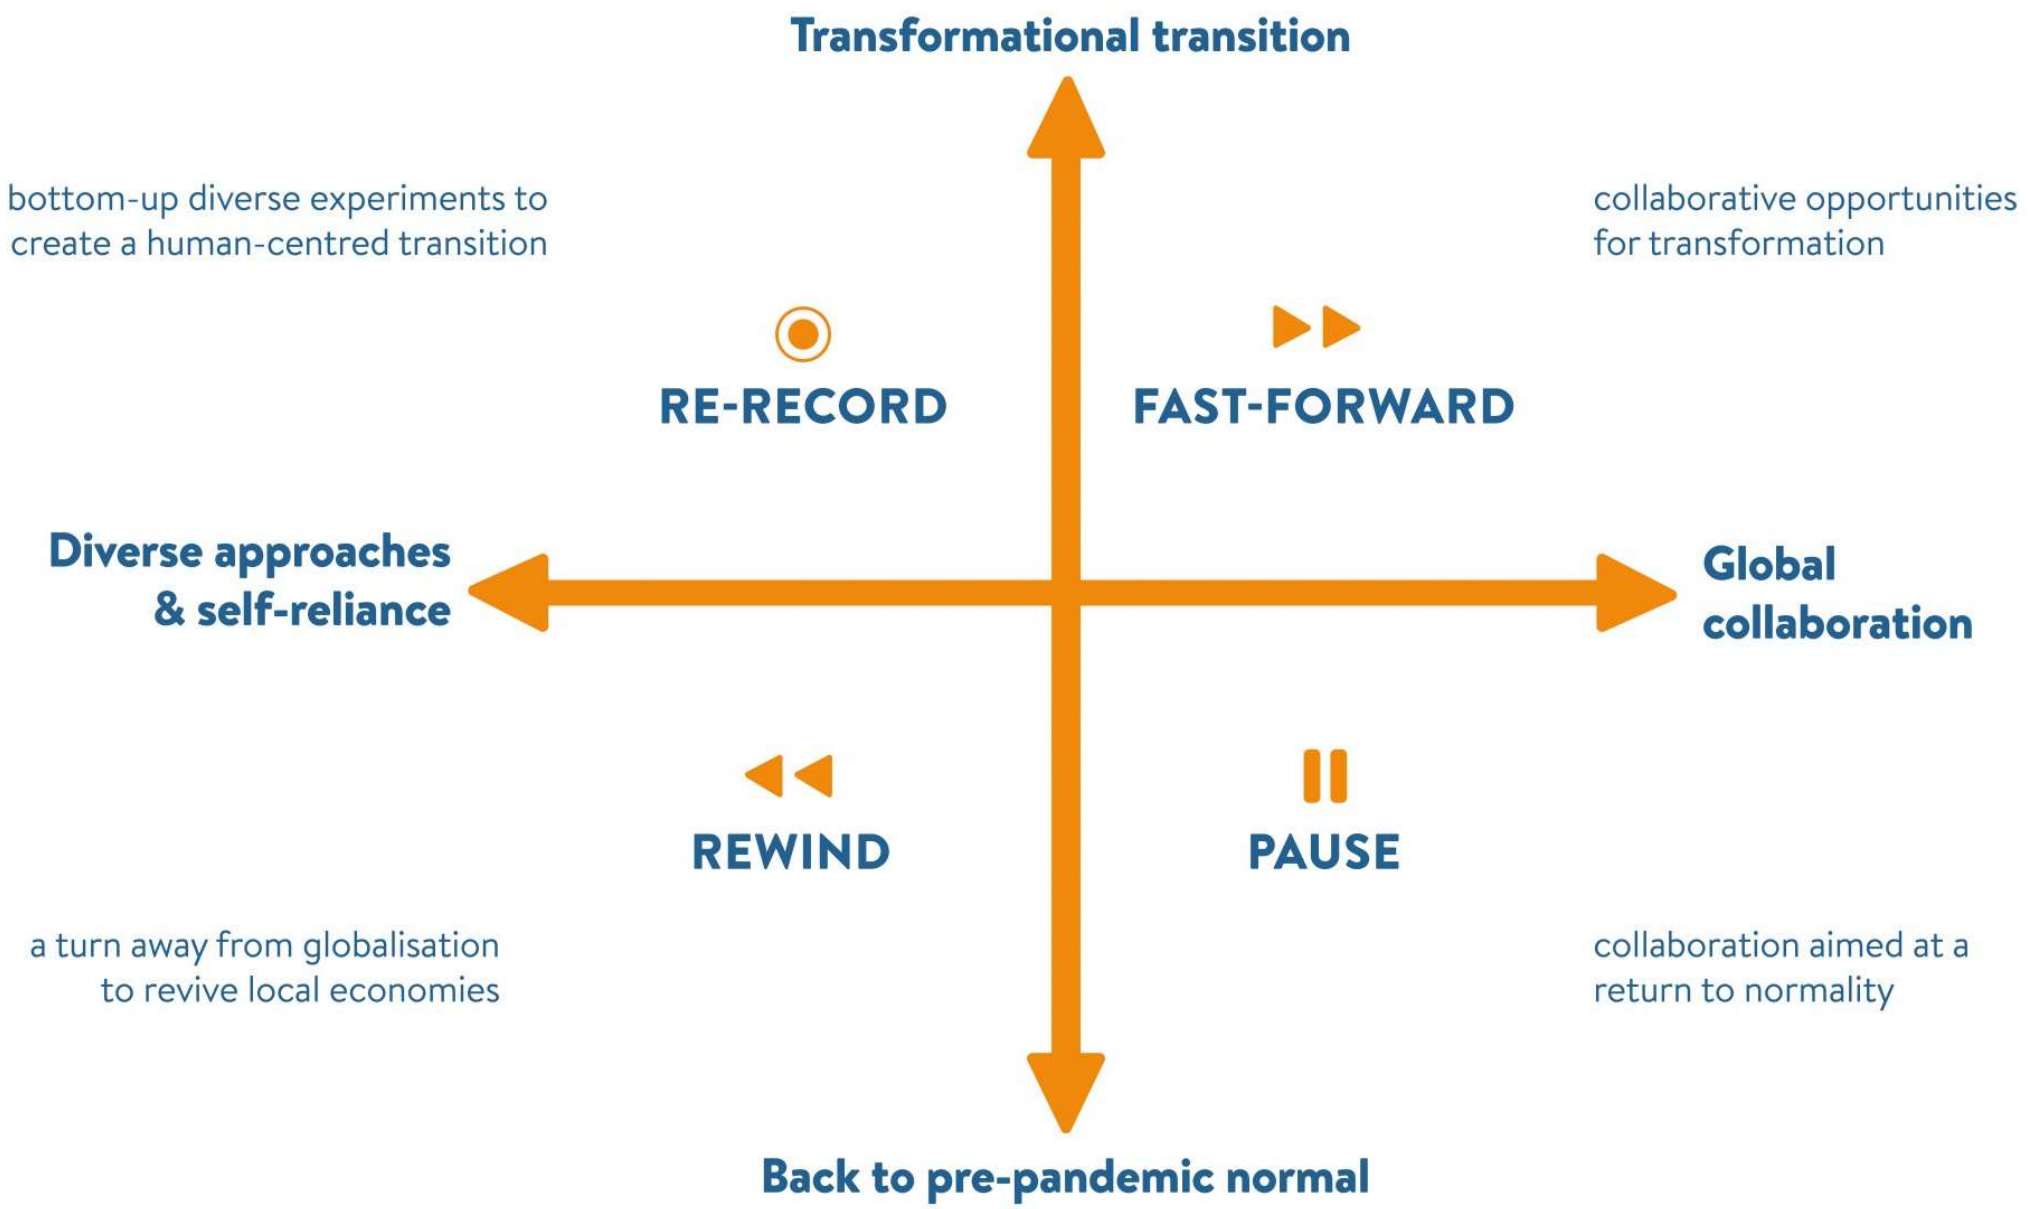 Transformational transition
bottom-up diverse experiments to
create a human-centred transition
collaborative opportunities
for transformation
RE-RECORD
FAST-FORWARD
Diverse approaches
& self-reliance
Global
collaboration
REWIND
PAUSE
a turn away from globalisation
to revive local economies
collaboration aimed at a
return to normality
Back to pre-pandemic normal